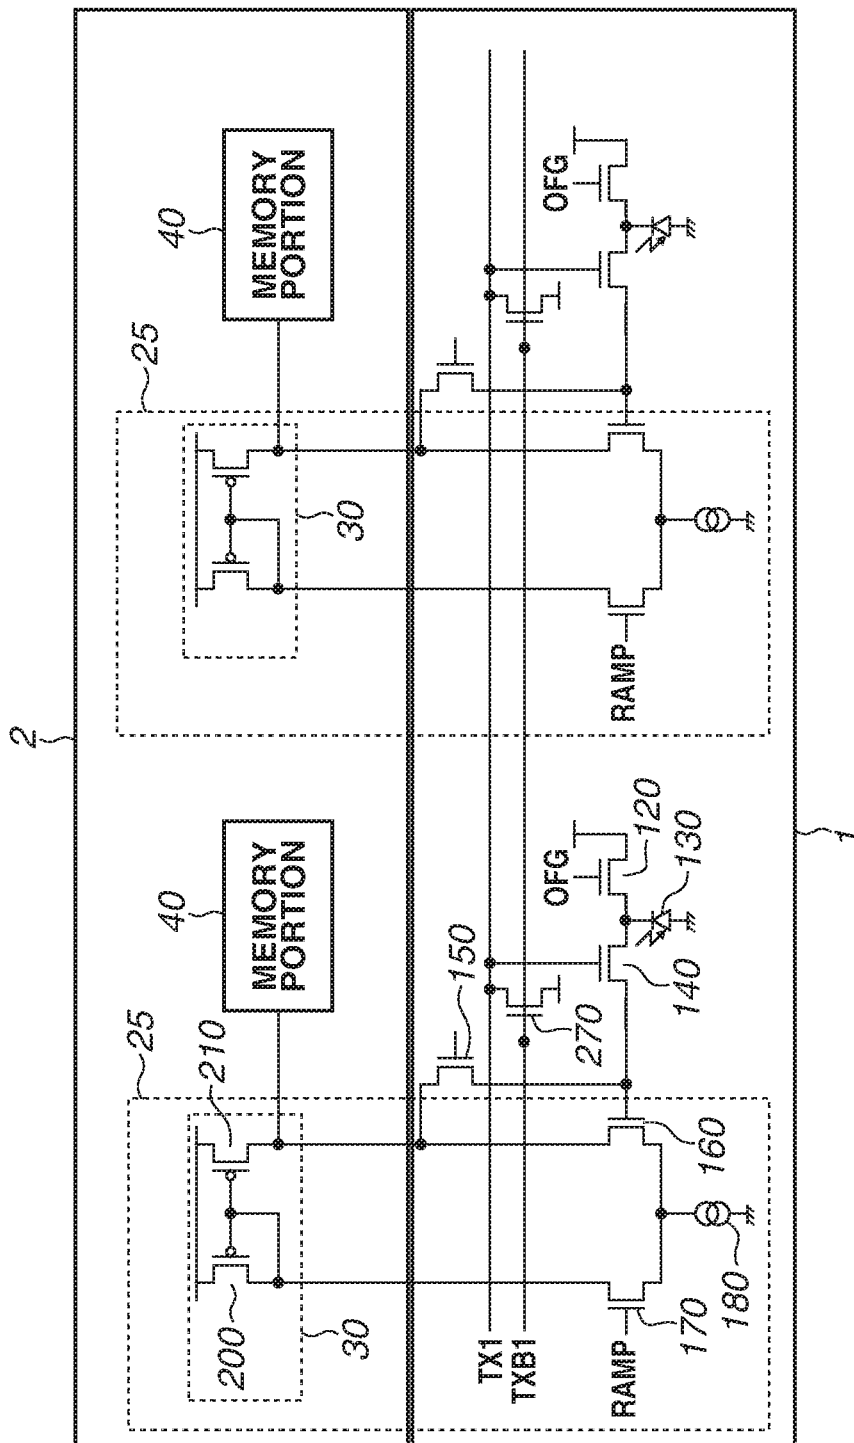 2
25
40
MEMORY
PORTION
210
200
30
TX1
TXB1
150
270
OFG
120
130
140
160
RAMP
170
180
25
40
MEMORY
PORTION
30
OFG
RAMP
1